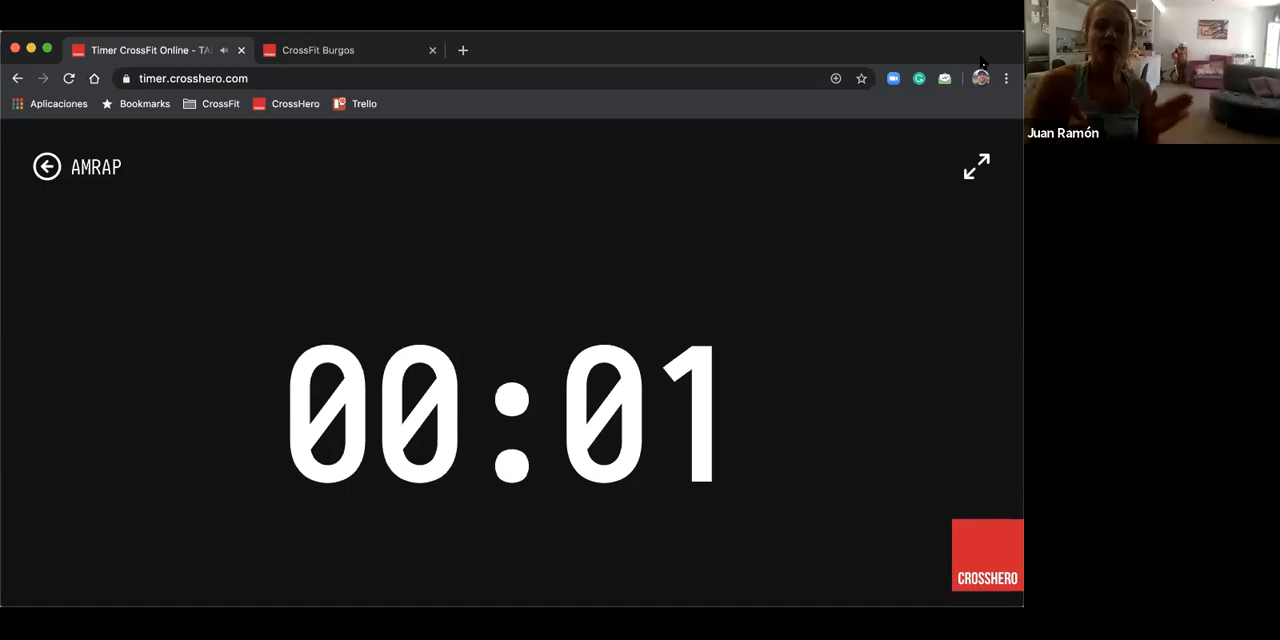 Timer CrossFit Online - TA
CrossFit Burgos
timer.crosshero.com
Aplicaciones
Bookmarks
CrossFit
CrossHero
Trello
Juan Ramón
AMRAP
00:01
CROSSHERO